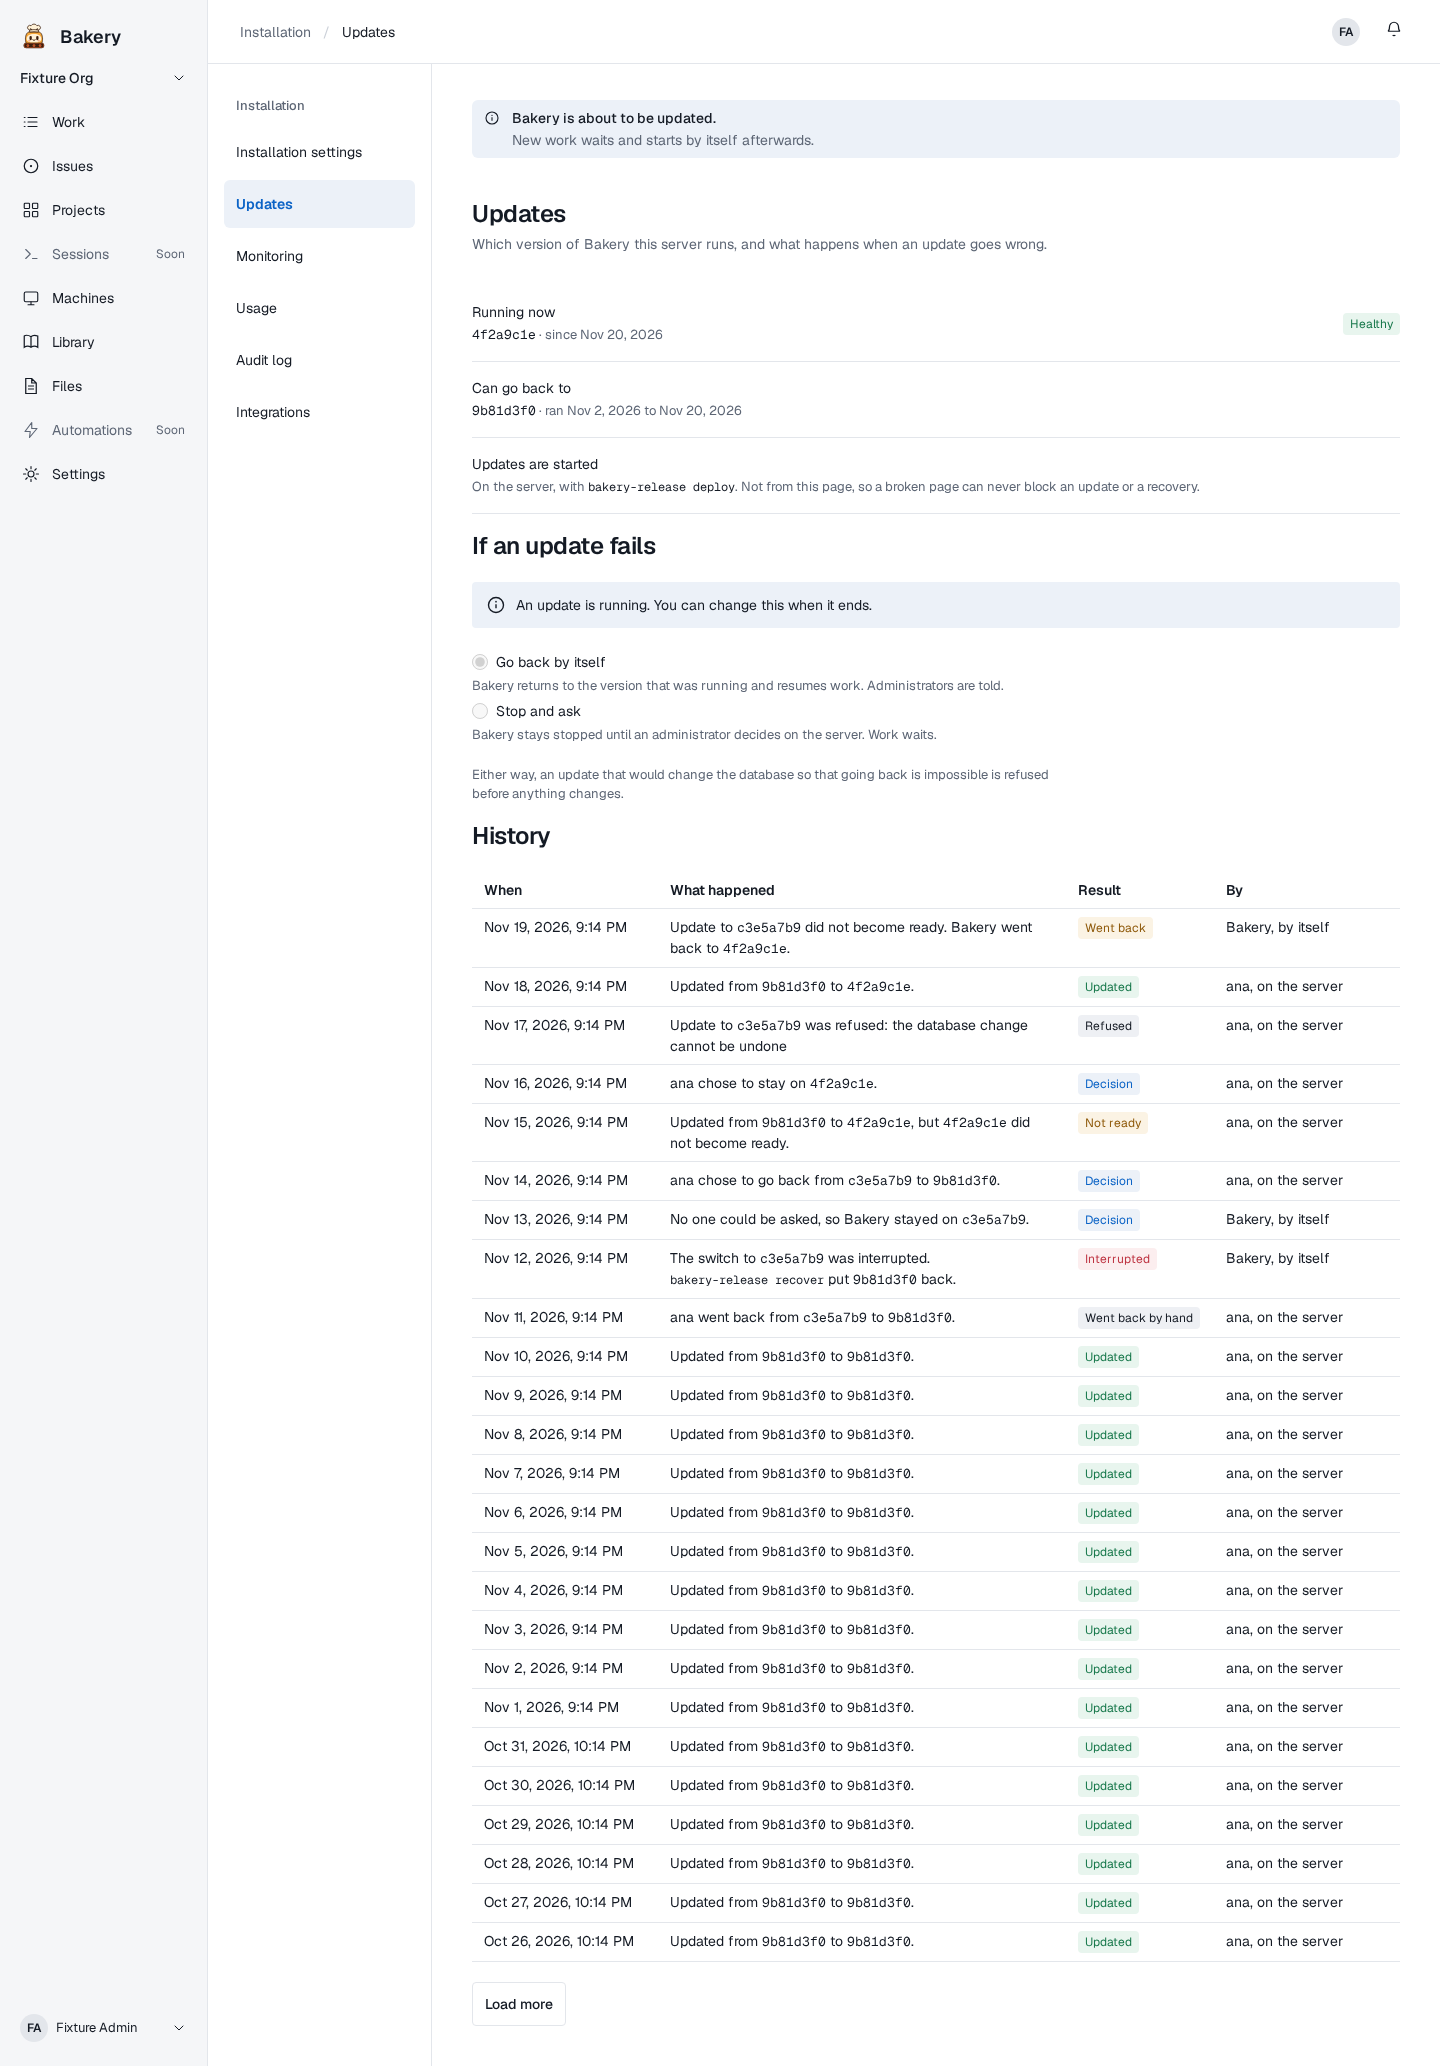 Bakery
Fixture Org
Work
Issues
Projects
Sessions Soon
Machines
Library
Files
Automations Soon
Settings
FA Fixture Admin
Installation / Updates
FA
Installation
Installation settings
Updates
Monitoring
Usage
Audit log
Integrations
Bakery is about to be updated.
New work waits and starts by itself afterwards.
Updates
Which version of Bakery this server runs, and what happens when an update goes wrong.
Running now
4f2a9c1e · since Nov 20, 2026
Healthy
Can go back to
9b81d3f0 · ran Nov 2, 2026 to Nov 20, 2026
Updates are started
On the server, with bakery-release deploy. Not from this page, so a broken page can never block an update or a recovery.
If an update fails
An update is running. You can change this when it ends.
Go back by itself
Bakery returns to the version that was running and resumes work. Administrators are told.
Stop and ask
Bakery stays stopped until an administrator decides on the server. Work waits.
Either way, an update that would change the database so that going back is impossible is refused
before anything changes.
History
When What happened Result By
Nov 19, 2026, 9:14 PM Update to c3e5a7b9 did not become ready. Bakery went Went back Bakery, by itself
back to 4f2a9c1e.
Nov 18, 2026, 9:14 PM Updated from 9b81d3f0 to 4f2a9c1e. Updated ana, on the server
Nov 17, 2026, 9:14 PM Update to c3e5a7b9 was refused: the database change Refused ana, on the server
cannot be undone
Nov 16, 2026, 9:14 PM ana chose to stay on 4f2a9c1e. Decision ana, on the server
Nov 15, 2026, 9:14 PM Updated from 9b81d3f0 to 4f2a9c1e, but 4f2a9c1e did Not ready ana, on the server
not become ready.
Nov 14, 2026, 9:14 PM ana chose to go back from c3e5a7b9 to 9b81d3f0. Decision ana, on the server
Nov 13, 2026, 9:14 PM No one could be asked, so Bakery stayed on c3e5a7b9. Decision Bakery, by itself
Nov 12, 2026, 9:14 PM The switch to c3e5a7b9 was interrupted. Interrupted Bakery, by itself
bakery-release recover put 9b81d3f0 back.
Nov 11, 2026, 9:14 PM ana went back from c3e5a7b9 to 9b81d3f0. Went back by hand ana, on the server
Nov 10, 2026, 9:14 PM Updated from 9b81d3f0 to 9b81d3f0. Updated ana, on the server
Nov 9, 2026, 9:14 PM Updated from 9b81d3f0 to 9b81d3f0. Updated ana, on the server
Nov 8, 2026, 9:14 PM Updated from 9b81d3f0 to 9b81d3f0. Updated ana, on the server
Nov 7, 2026, 9:14 PM Updated from 9b81d3f0 to 9b81d3f0. Updated ana, on the server
Nov 6, 2026, 9:14 PM Updated from 9b81d3f0 to 9b81d3f0. Updated ana, on the server
Nov 5, 2026, 9:14 PM Updated from 9b81d3f0 to 9b81d3f0. Updated ana, on the server
Nov 4, 2026, 9:14 PM Updated from 9b81d3f0 to 9b81d3f0. Updated ana, on the server
Nov 3, 2026, 9:14 PM Updated from 9b81d3f0 to 9b81d3f0. Updated ana, on the server
Nov 2, 2026, 9:14 PM Updated from 9b81d3f0 to 9b81d3f0. Updated ana, on the server
Nov 1, 2026, 9:14 PM Updated from 9b81d3f0 to 9b81d3f0. Updated ana, on the server
Oct 31, 2026, 10:14 PM Updated from 9b81d3f0 to 9b81d3f0. Updated ana, on the server
Oct 30, 2026, 10:14 PM Updated from 9b81d3f0 to 9b81d3f0. Updated ana, on the server
Oct 29, 2026, 10:14 PM Updated from 9b81d3f0 to 9b81d3f0. Updated ana, on the server
Oct 28, 2026, 10:14 PM Updated from 9b81d3f0 to 9b81d3f0. Updated ana, on the server
Oct 27, 2026, 10:14 PM Updated from 9b81d3f0 to 9b81d3f0. Updated ana, on the server
Oct 26, 2026, 10:14 PM Updated from 9b81d3f0 to 9b81d3f0. Updated ana, on the server
Load more